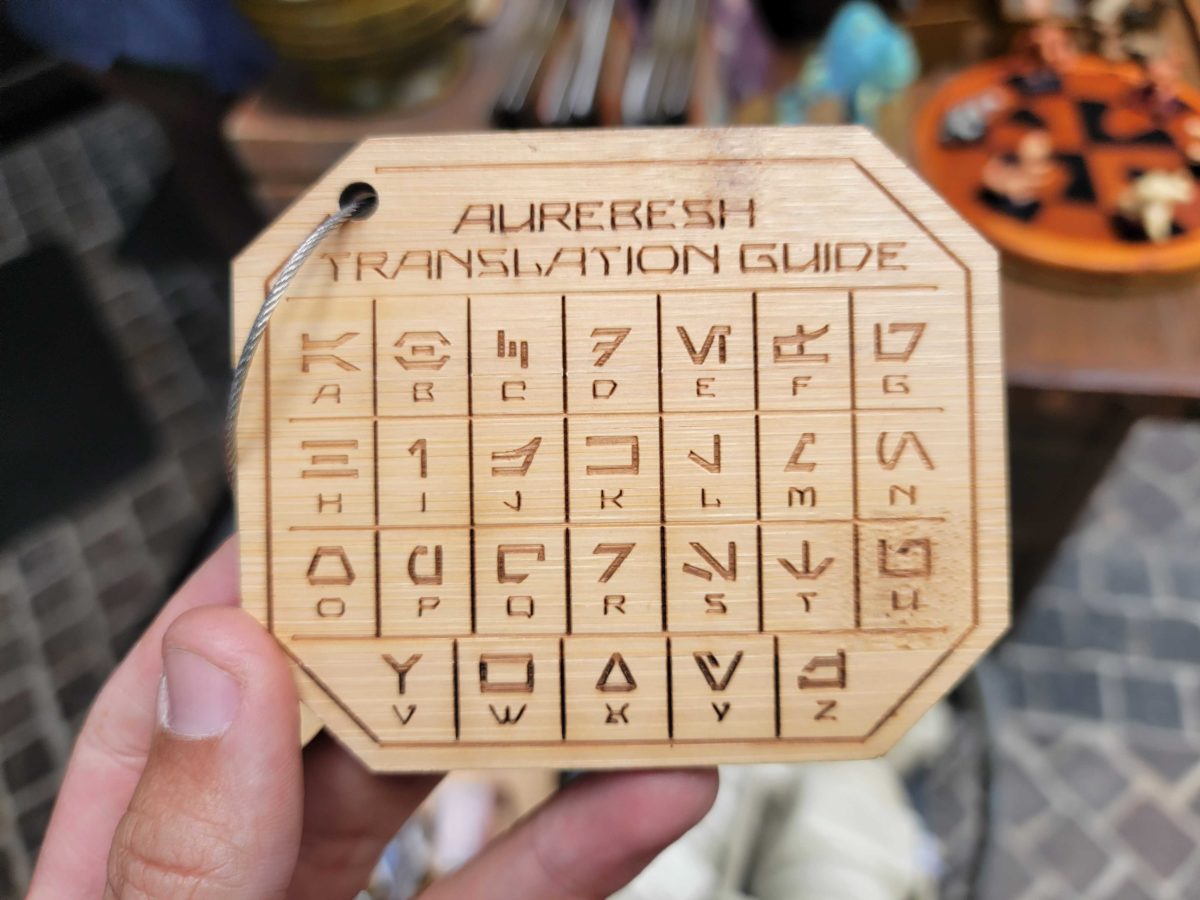 AUREBESH
TRANSLATION GUIDE
A B C D E F G
H I J K L M N
O P Q R S T U
V W X Y Z